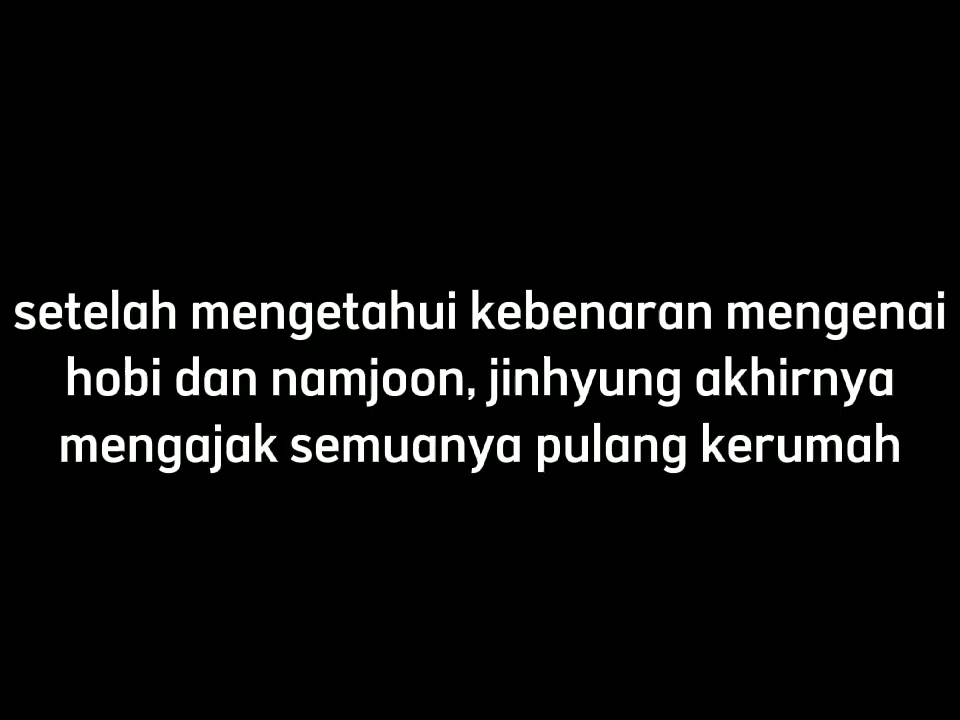 setelah mengetahui kebenaran mengenai
hobi dan namjoon, jinhyung akhirnya
mengajak semuanya pulang kerumah